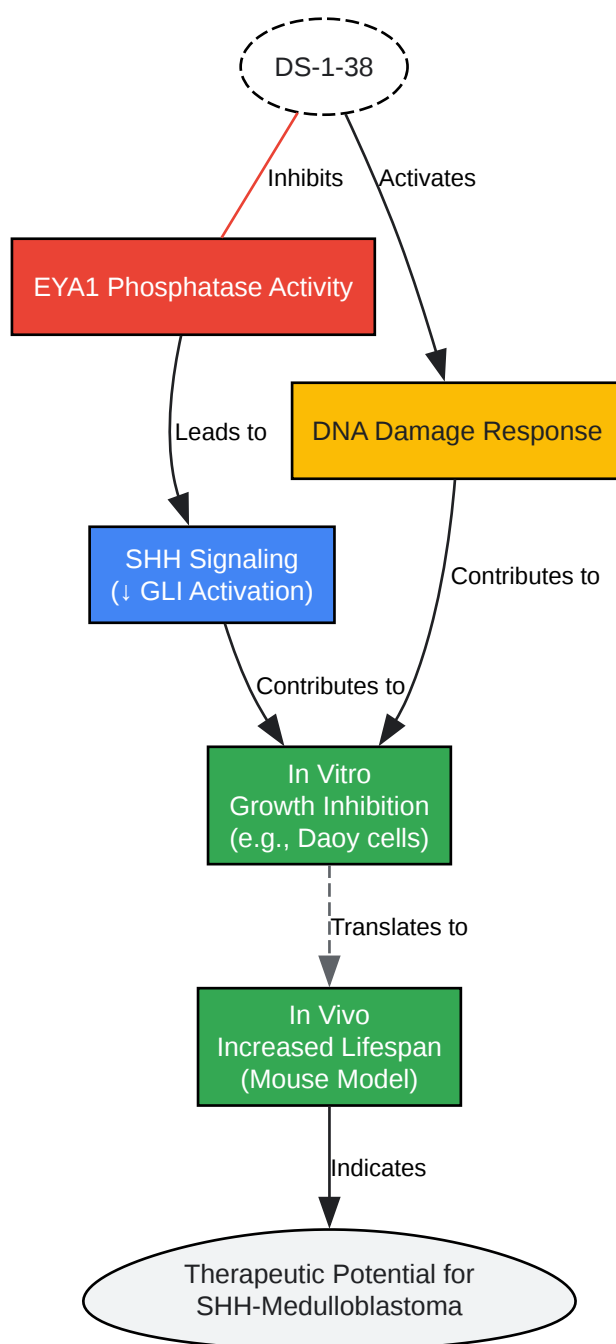 DS-1-38
Inhibits
Activates
EYA1 Phosphatase Activity
DNA Damage Response
Leads to
SHH Signaling
(↓ GLI Activation)
Contributes to
Contributes to
In Vitro
Growth Inhibition
(e.g., Daoy cells)
Translates to
In Vivo
Increased Lifespan
(Mouse Model)
Indicates
Therapeutic Potential for
SHH-Medulloblastoma